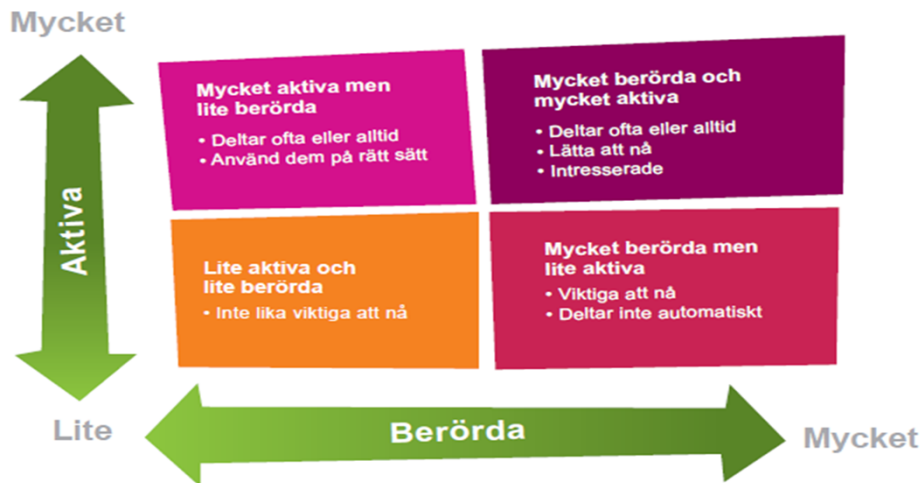 Mycket
Aktiva
Mycket aktiva men
lite berörda
• Deltar ofta eller alltid
• Använd dem på rätt sätt
Mycket berörda och
mycket aktiva
• Deltar ofta eller alltid
• Lätta att nå
• Intresserade
Lite aktiva och
lite berörda
• Inte lika viktiga att nå
Mycket berörda men
lite aktiva
• Viktiga att nå
• Deltar inte automatiskt
Lite
Berörda
Mycket